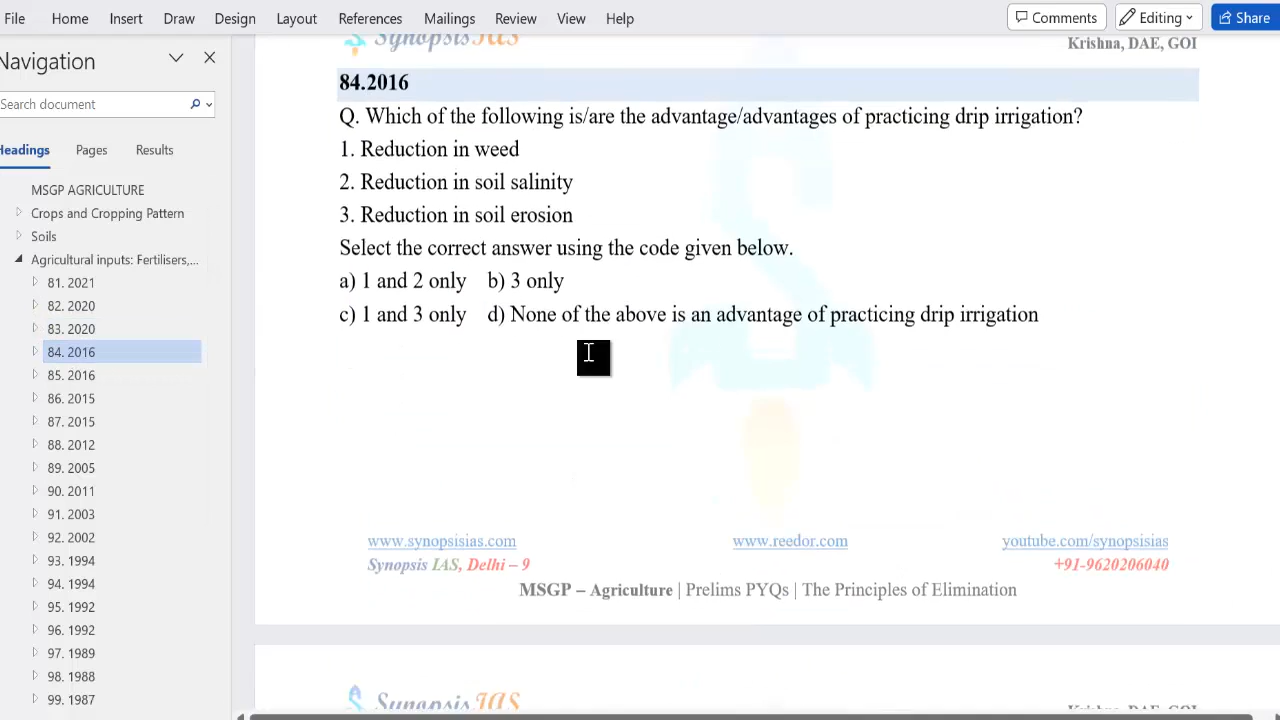 File Home Insert Draw Design Layout References Mailings Review View Help Comments Editing Share
Navigation
Search document
Headings Pages Results
MSGP AGRICULTURE
Crops and Cropping Pattern
Soils
Agricultural inputs: Fertilisers,...
81. 2021
82. 2020
83. 2020
84. 2016
85. 2016
86. 2015
87. 2015
88. 2012
89. 2005
90. 2011
91. 2003
92. 2002
93. 1994
94. 1994
95. 1992
96. 1992
97. 1989
98. 1988
99. 1987
Synopsis IAS
Krishna, DAE, GOI
84.2016
Q. Which of the following is/are the advantage/advantages of practicing drip irrigation?
1. Reduction in weed
2. Reduction in soil salinity
3. Reduction in soil erosion
Select the correct answer using the code given below.
a) 1 and 2 only b) 3 only
c) 1 and 3 only d) None of the above is an advantage of practicing drip irrigation
www.synopsisias.com www.reedor.com youtube.com/synopsisias
Synopsis IAS, Delhi – 9 +91-9620206040
MSGP – Agriculture | Prelims PYQs | The Principles of Elimination
Synopsis IAS
Krishna, DAE, GOI